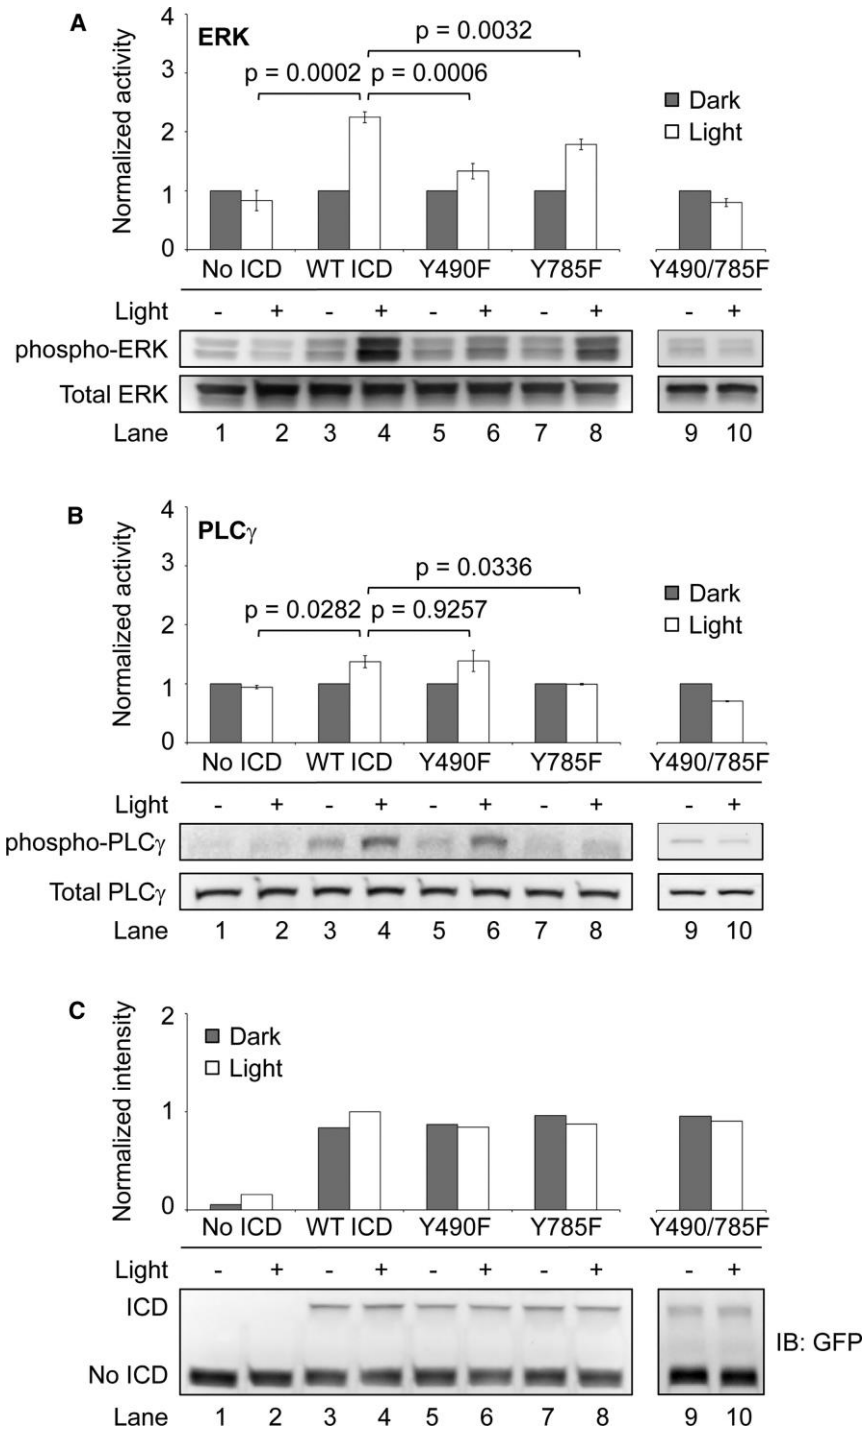 A
ERK
4
3
2
1
0
Normalized activity
p = 0.0032
p = 0.0002
p = 0.0006
Dark
Light
No ICD WT ICD Y490F Y785F Y490/785F
Light - + - + - + - + - +
phospho-ERK
Total ERK
Lane 1 2 3 4 5 6 7 8 9 10
B
PLCγ
4
3
2
1
0
Normalized activity
p = 0.0336
p = 0.0282
p = 0.9257
Dark
Light
No ICD WT ICD Y490F Y785F Y490/785F
Light - + - + - + - + - +
phospho-PLCγ
Total PLCγ
Lane 1 2 3 4 5 6 7 8 9 10
C
2
1
0
Normalized intensity
Dark
Light
No ICD WT ICD Y490F Y785F Y490/785F
Light - + - + - + - + - +
ICD
No ICD
IB: GFP
Lane 1 2 3 4 5 6 7 8 9 10